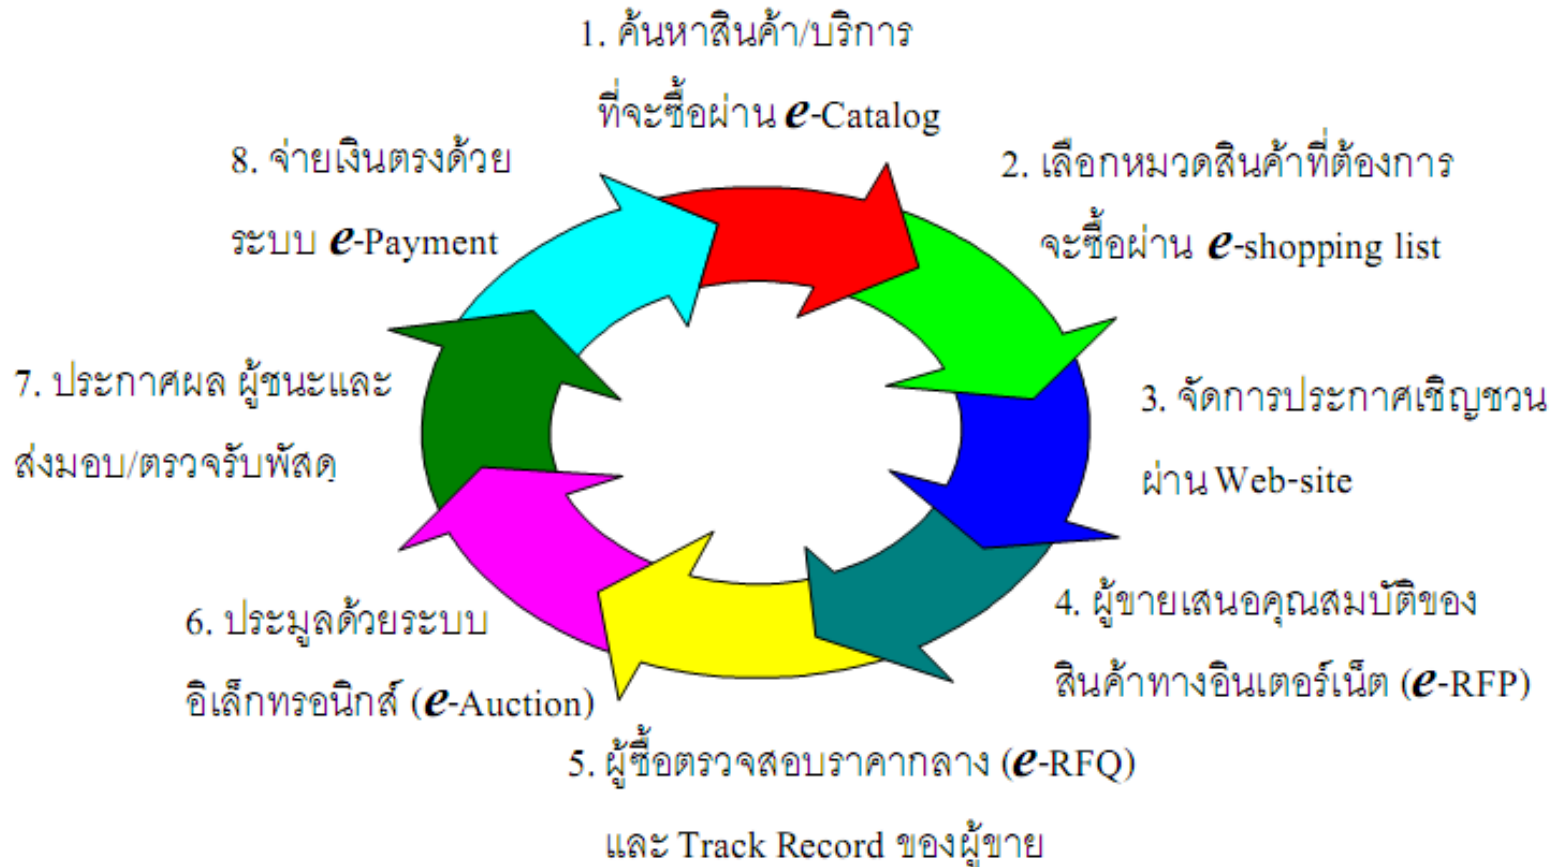 1. ค้นหาสินค้า/บริการ
ที่จะซื้อผ่าน e-Catalog
2. เลือกหมวดสินค้าที่ต้องการ
จะซื้อผ่าน e-shopping list
3. จัดการประกาศเชิญชวน
ผ่าน Web-site
4. ผู้ขายเสนอคุณสมบัติของ
สินค้าทางอินเตอร์เน็ต (e-RFP)
5. ผู้ซื้อตรวจสอบราคากลาง (e-RFQ)
และ Track Record ของผู้ขาย
6. ประมูลด้วยระบบ
อิเล็กทรอนิกส์ (e-Auction)
7. ประกาศผล ผู้ชนะและ
ส่งมอบ/ตรวจรับพัสดุ
8. จ่ายเงินตรงด้วย
ระบบ e-Payment